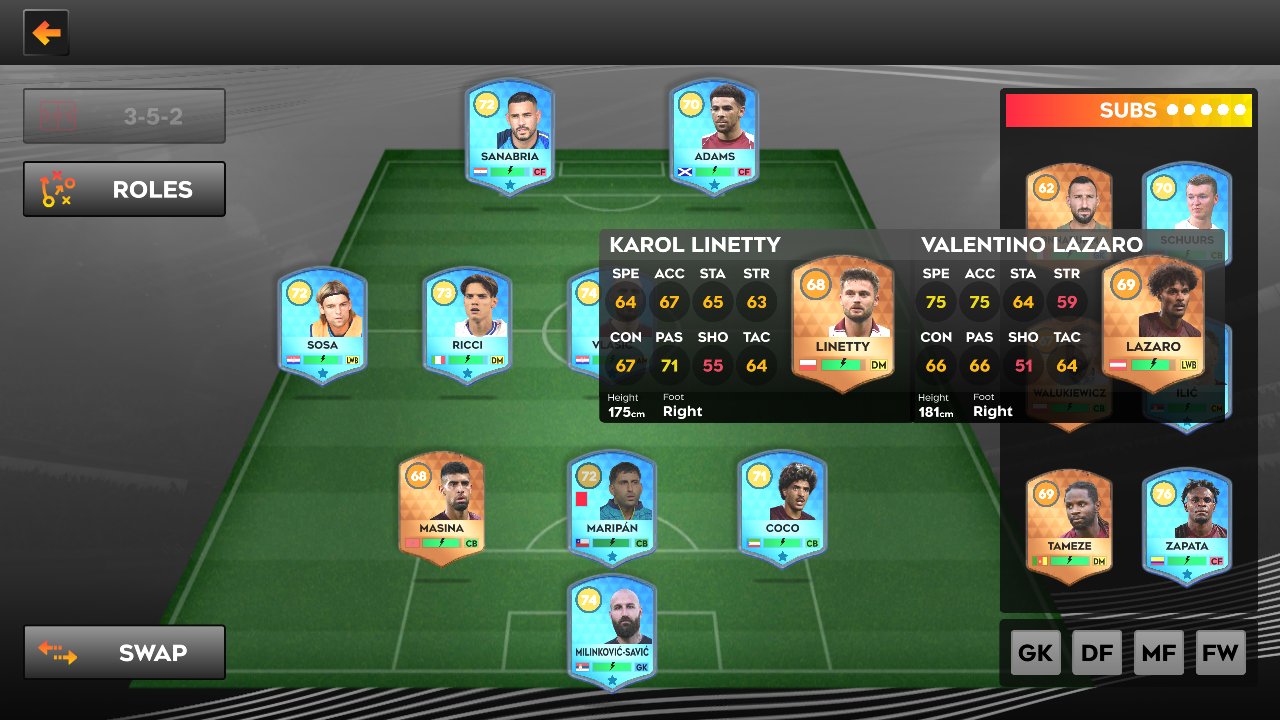 3-5-2
ROLES
72
SANABRIA
CF
70
ADAMS
CF
SUBS
62
70
SCHUURS
CB
72
SOSA
LWB
73
RICCI
DM
74
VLAŠIĆ
KAROL LINETTY
SPE ACC STA STR
64 67 65 63
CON PAS SHO TAC
67 71 55 64
Height Foot
175cm Right
68
LINETTY
DM
VALENTINO LAZARO
SPE ACC STA STR
75 75 64 59
CON PAS SHO TAC
66 66 51 64
Height Foot
181cm Right
69
LAZARO
LWB
WALUKIEWICZ
CB
ILIĆ
CM
68
MASINA
CB
72
MARIPÁN
CB
71
COCO
CB
69
TAMEZE
DM
76
ZAPATA
CF
74
MILINKOVIĆ-SAVIĆ
GK
SWAP
GK DF MF FW